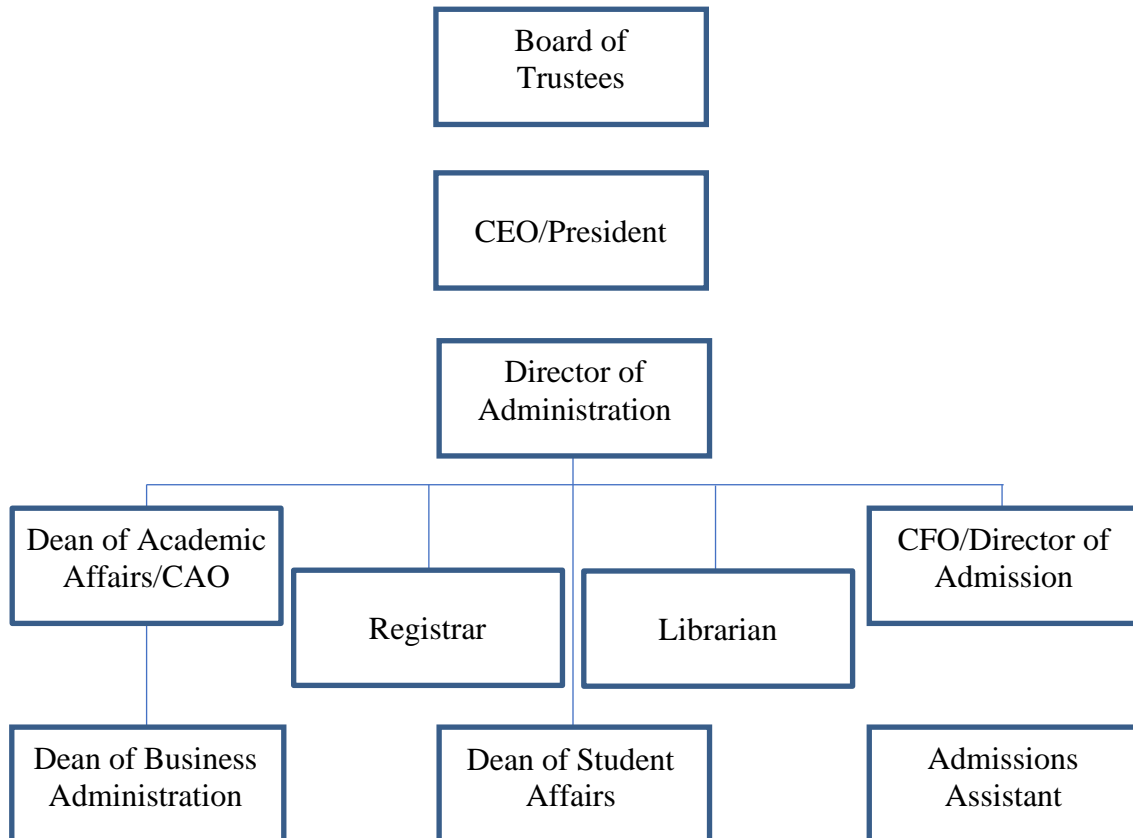 Board of
Trustees
CEO/President
Director of
Administration
Dean of Academic
Affairs/CAO
CFO/Director of
Admission
Registrar
Librarian
Dean of Business
Administration
Dean of Student
Affairs
Admissions
Assistant